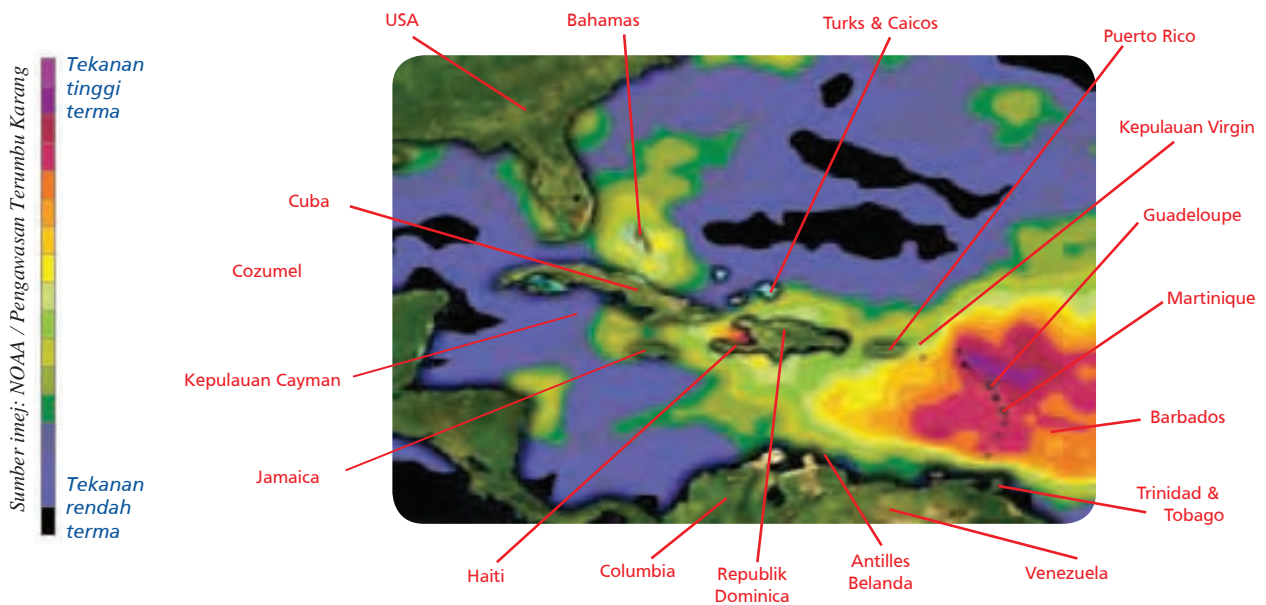 USA
Bahamas
Turks & Caicos
Puerto Rico
Kepulauan Virgin
Guadeloupe
Martinique
Barbados
Trinidad &
Tobago
Venezuela
Antilles
Belanda
Republik
Dominica
Columbia
Haiti
Jamaica
Kepulauan Cayman
Cozumel
Cuba
Tekanan
tinggi
terma
Tekanan
rendah
terma
Sumber imej: NOAA / Pengawasan Terumbu Karang